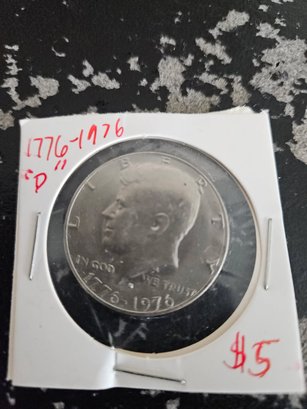 1776-1976
"D"
LIBERTY
IN GOD WE TRUST
1776·1976
$5